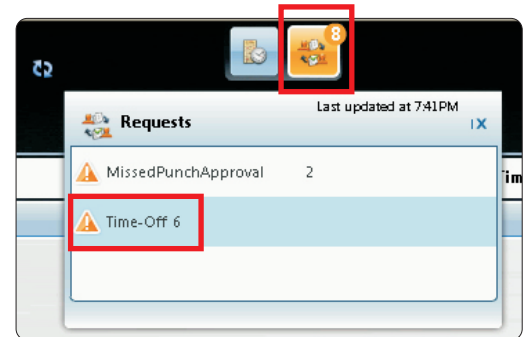 8
Last updated at 7:41PM
Requests
X
MissedPunchApproval 2
Time-Off 6